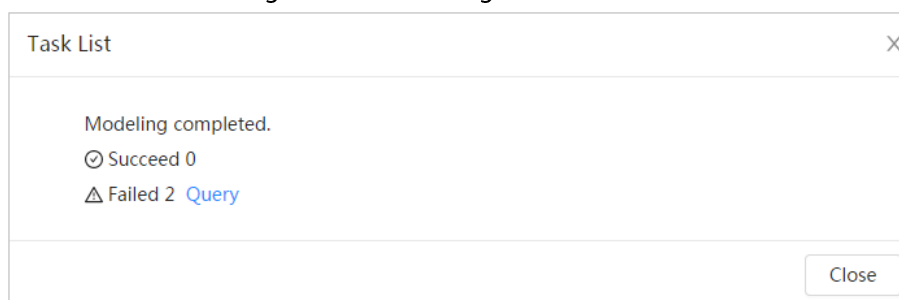 Task List
Modeling completed.
Succeed 0
Failed 2 Query
Close